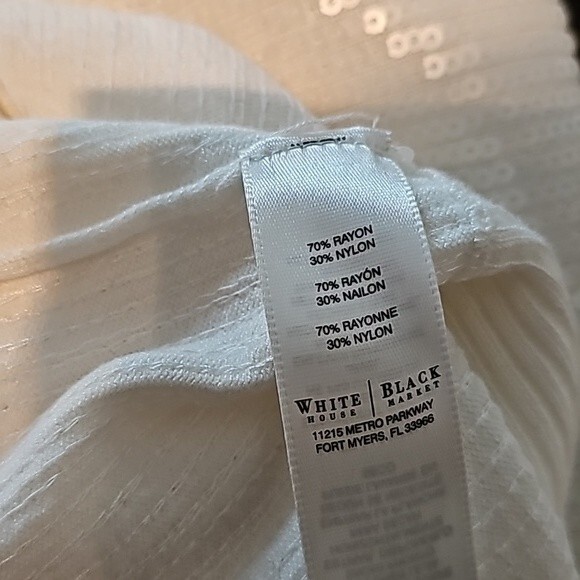 70% RAYON
30% NYLON
70% RAYÓN
30% NAILON
70% RAYONNE
30% NYLON
WHITE HOUSE | BLACK MARKET
11215 METRO PARKWAY
FORT MYERS, FL 33966